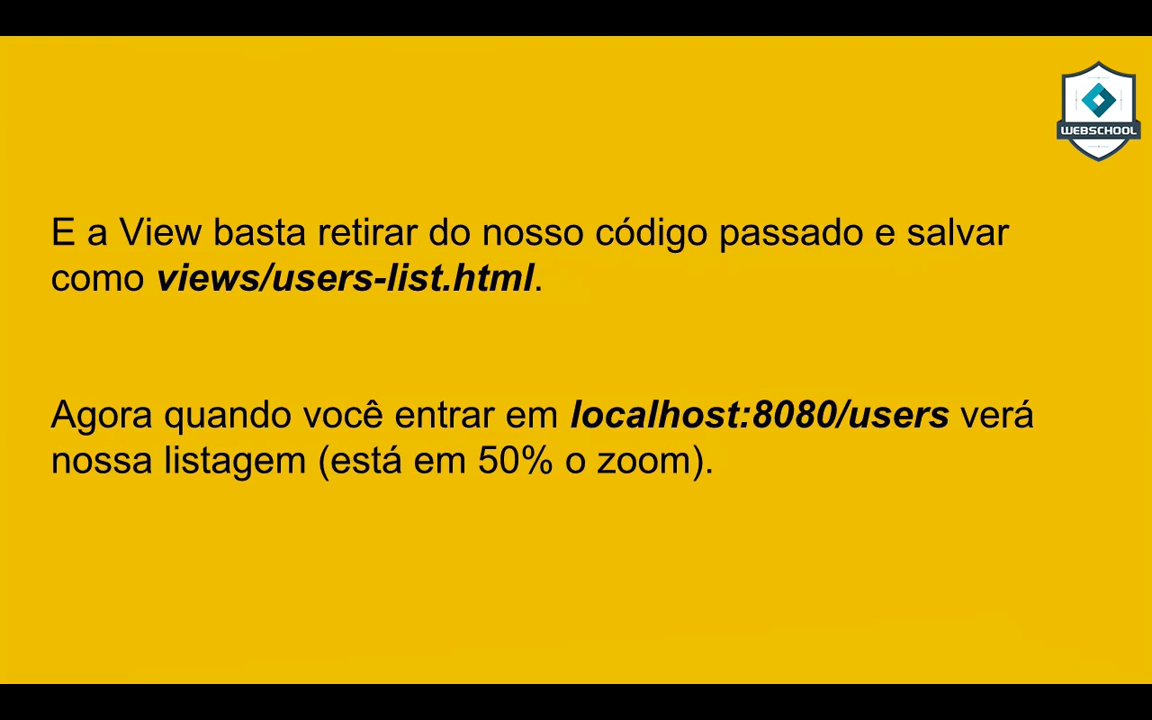 WEBSCHOOL
E a View basta retirar do nosso código passado e salvar
como views/users-list.html.
Agora quando você entrar em localhost:8080/users verá
nossa listagem (está em 50% o zoom).